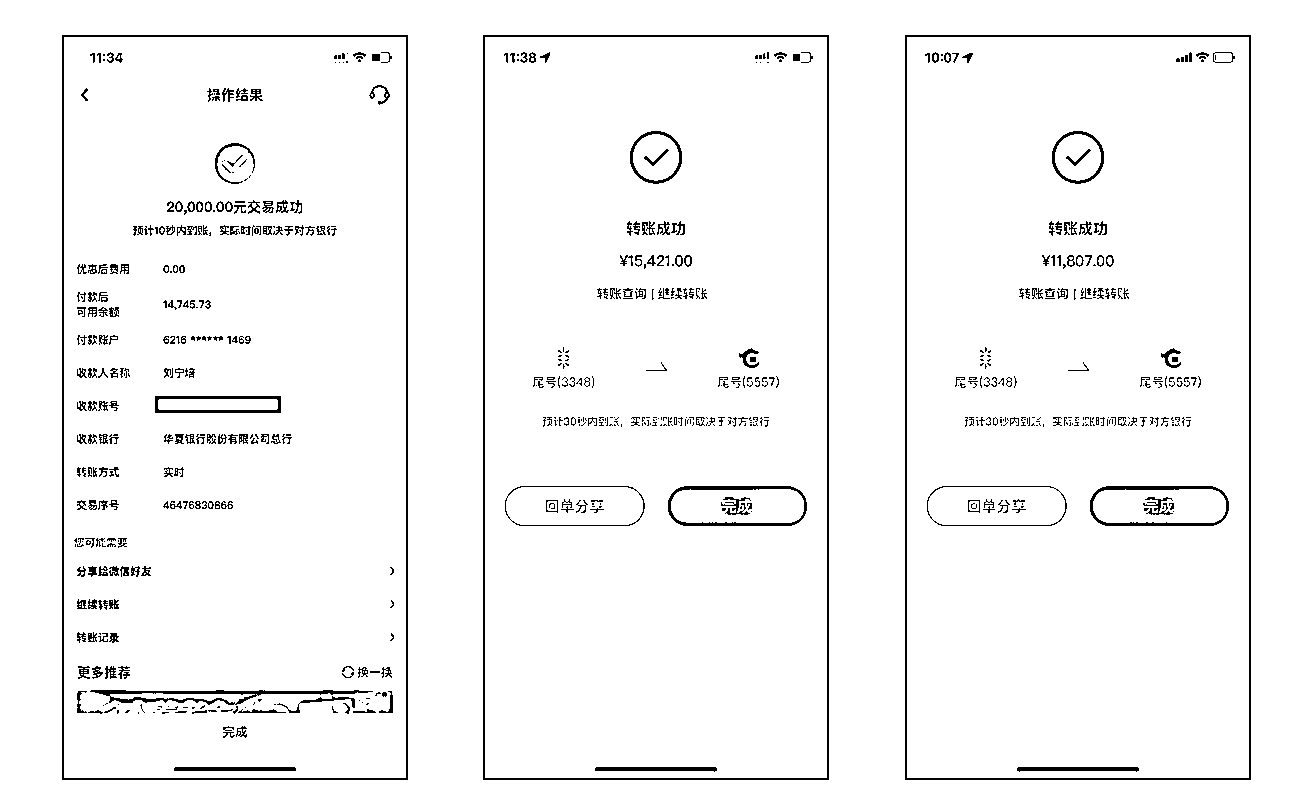 11:34
操作结果
20,000.00元交易成功
预计10秒内到账，实际时间取决于对方银行
优惠后费用 0.00
付款后
可用余额 14,745.73
付款账户 6216 ****** 1469
收款人名称 刘宁培
收款账号
收款银行 华夏银行股份有限公司总行
转账方式 实时
交易序号 46476830866
您可能需要
分享给微信好友
继续转账
转账记录
更多推荐 换一换
完成
11:38
转账成功
¥15,421.00
转账查询 | 继续转账
尾号(3348) 尾号(5557)
预计30秒内到账，实际到账时间取决于对方银行
回单分享 完成
10:07
转账成功
¥11,807.00
转账查询 | 继续转账
尾号(3348) 尾号(5557)
预计30秒内到账，实际到账时间取决于对方银行
回单分享 完成